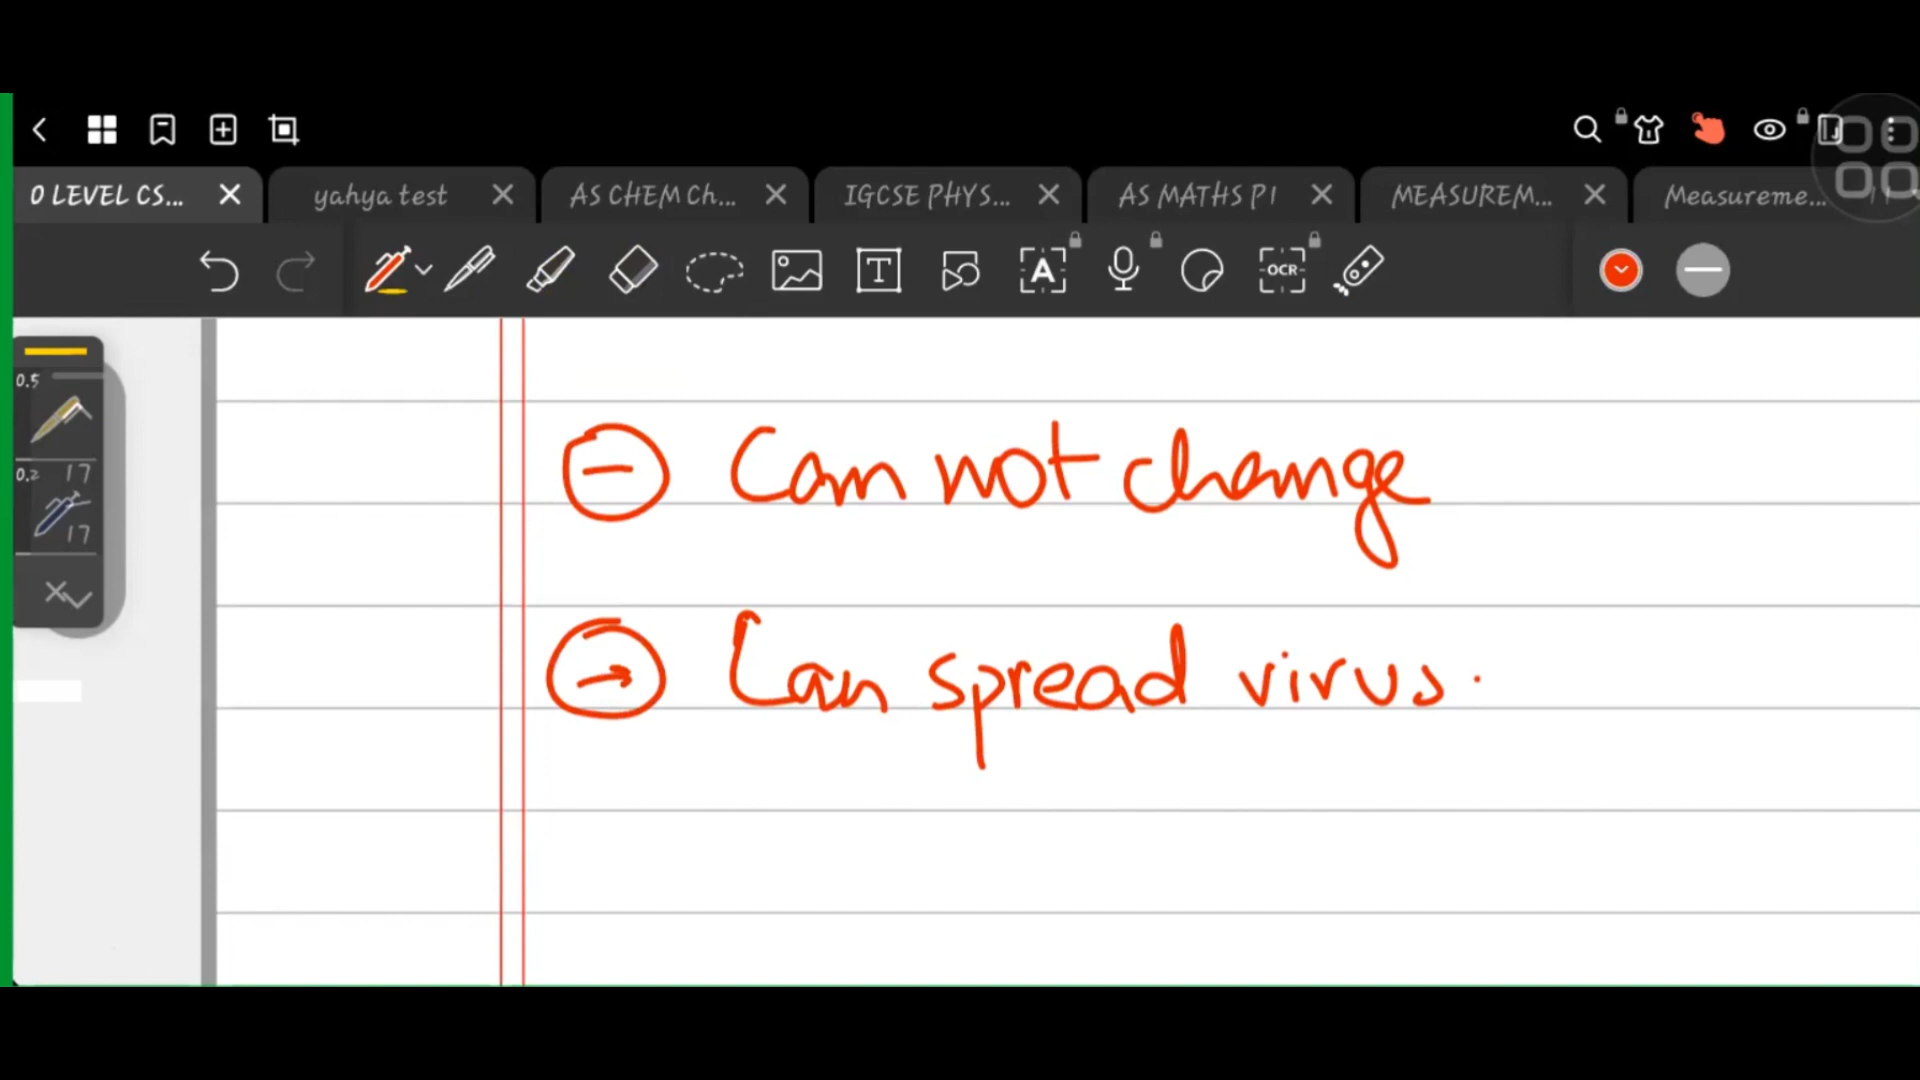 O LEVEL CS...
yahya test
AS CHEM Ch...
IGCSE PHYS...
AS MATHS P1
MEASUREM...
Measureme...
T
A
OCR
0.5
0.2 17
17
Can not change
Can spread virus.